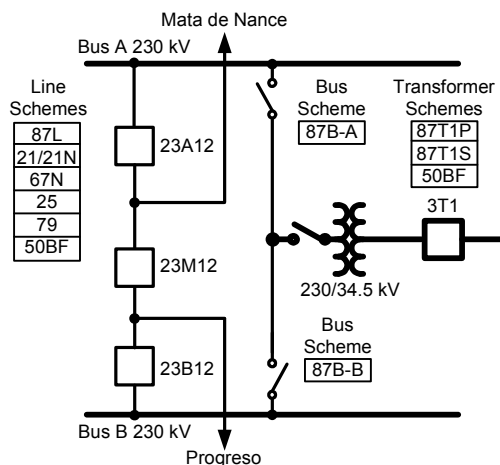 Mata de Nance
Bus A 230 kV
Line
Schemes
87L
21/21N
67N
25
79
50BF
23A12
23M12
23B12
Bus
Scheme
87B-A
Transformer
Schemes
87T1P
87T1S
50BF
3T1
230/34.5 kV
Bus
Scheme
87B-B
Bus B 230 kV
Progreso